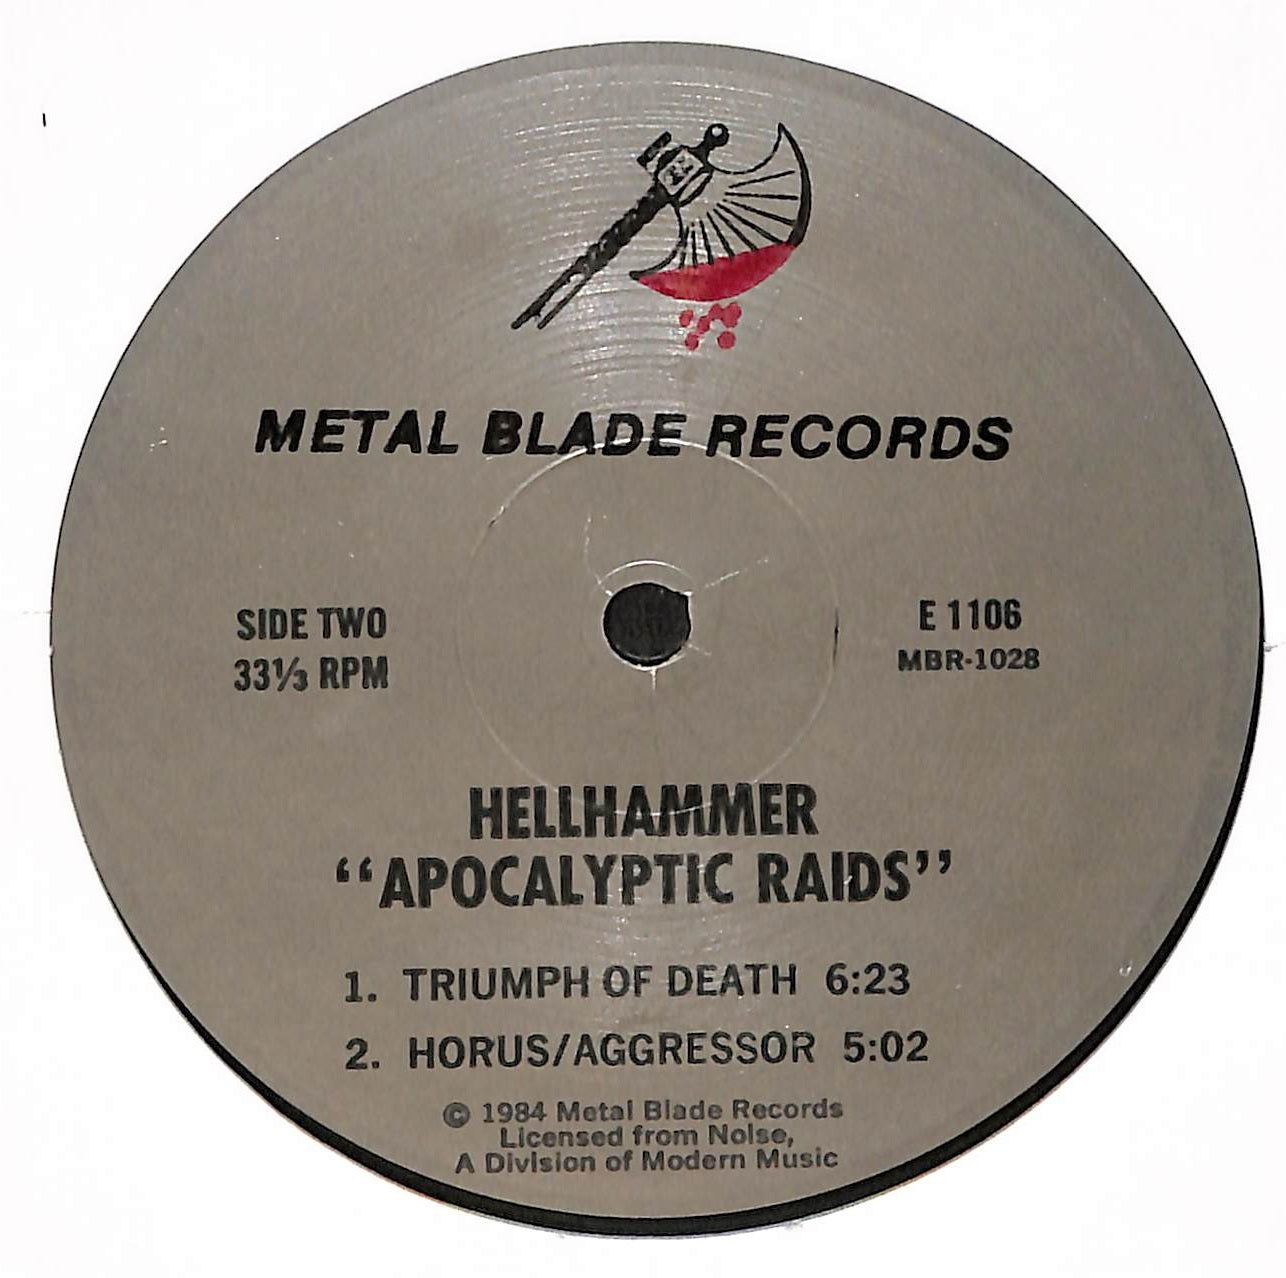 METAL BLADE RECORDS
SIDE TWO
33⅓ RPM
E 1106
MBR-1028
HELLHAMMER
“APOCALYPTIC RAIDS”
1. TRIUMPH OF DEATH 6:23
2. HORUS/AGGRESSOR 5:02
© 1984 Metal Blade Records
Licensed from Noise,
A Division of Modern Music